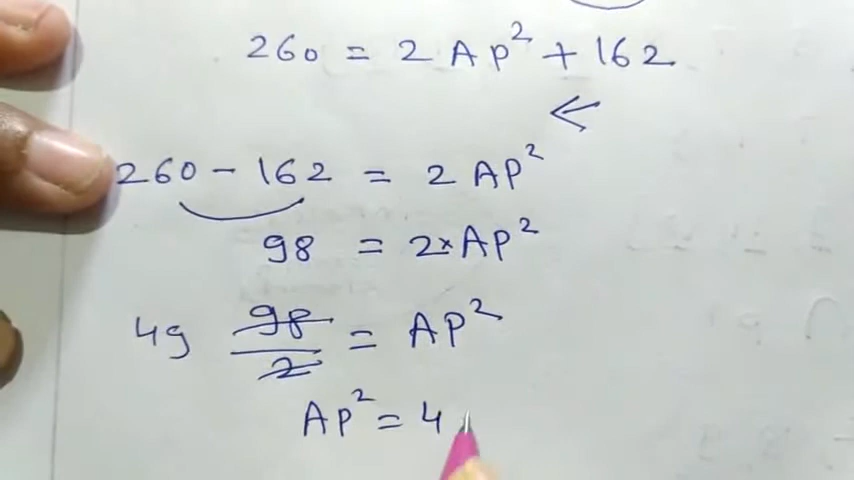 260 = 2 AP² + 162
260 - 162 = 2 AP²
98 = 2×AP²
49 98/2 = AP²
AP² = 4